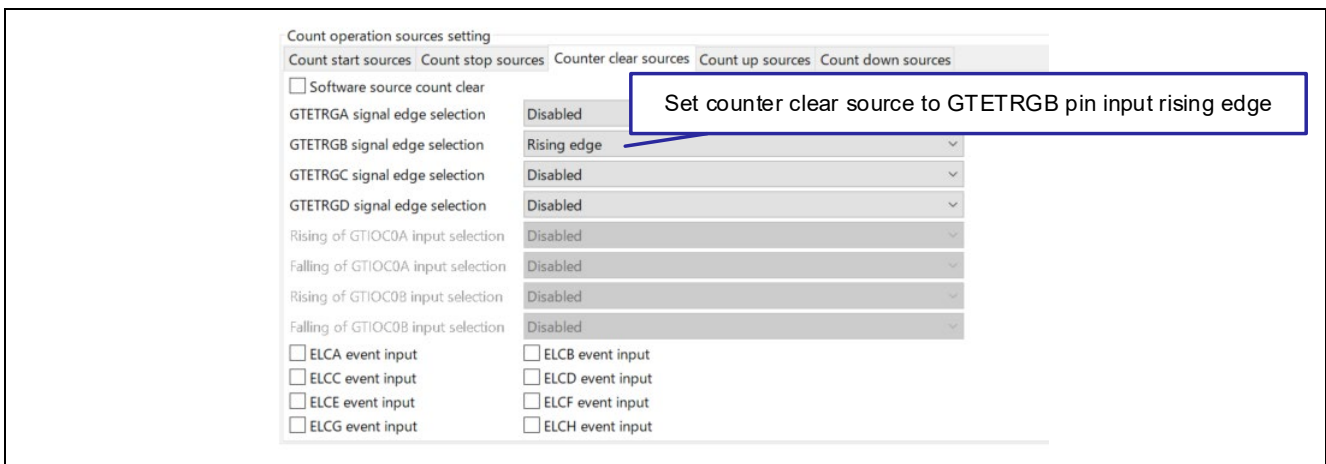 Count operation sources setting
Count start sources Count stop sources Counter clear sources Count up sources Count down sources
Software source count clear
Set counter clear source to GTETRGB pin input rising edge
GTETRGA signal edge selection Disabled
GTETRGB signal edge selection Rising edge
GTETRGC signal edge selection Disabled
GTETRGD signal edge selection Disabled
Rising of GTIOC0A input selection Disabled
Falling of GTIOC0A input selection Disabled
Rising of GTIOC0B input selection Disabled
Falling of GTIOC0B input selection Disabled
ELCA event input ELCB event input
ELCC event input ELCD event input
ELCE event input ELCF event input
ELCG event input ELCH event input